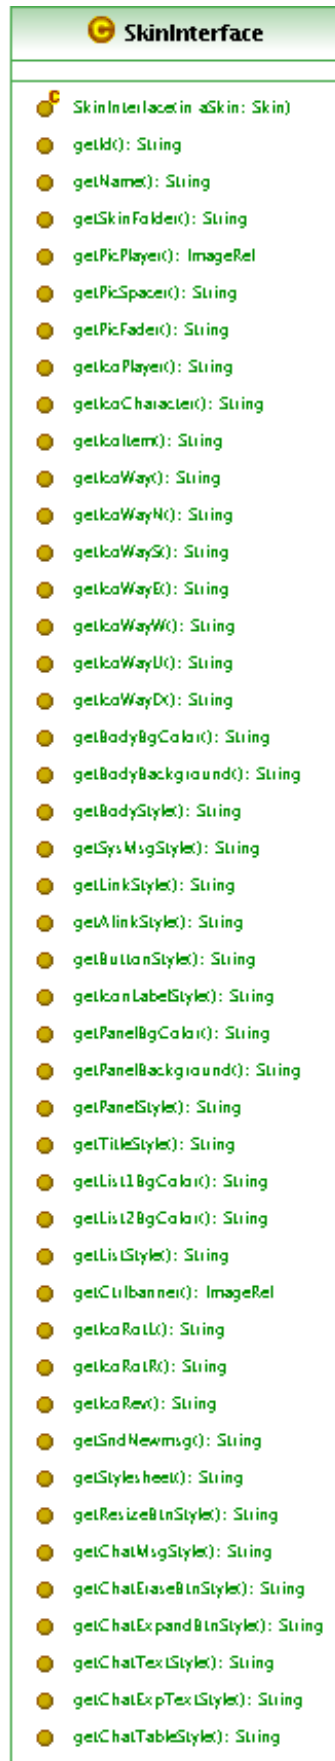 C SkinInterface
C SkinInterface(in aSkin: Skin)
getId(): String
getName(): String
getSkinFolder(): String
getPicPlayer(): ImageRef
getPicSpacer(): String
getPicFader(): String
getIcoPlayer(): String
getIcoCharacter(): String
getIcoItem(): String
getIcoWay(): String
getIcoWayN(): String
getIcoWayS(): String
getIcoWayE(): String
getIcoWayW(): String
getIcoWayU(): String
getIcoWayD(): String
getBodyBgColor(): String
getBodyBackground(): String
getBodyStyle(): String
getSysMsgStyle(): String
getLinkStyle(): String
getAlinkStyle(): String
getButtonStyle(): String
getIconLabelStyle(): String
getPanelBgColor(): String
getPanelBackground(): String
getPanelStyle(): String
getTitleStyle(): String
getList1BgColor(): String
getList2BgColor(): String
getListStyle(): String
getCtrlbanner(): ImageRef
getIcoRotL(): String
getIcoRotR(): String
getIcoRev(): String
getSndNewmsg(): String
getStylesheet(): String
getResizeBtnStyle(): String
getChatMsgStyle(): String
getChatEraseBtnStyle(): String
getChatExpandBtnStyle(): String
getChatTextStyle(): String
getChatExpTextStyle(): String
getChatTableStyle(): String